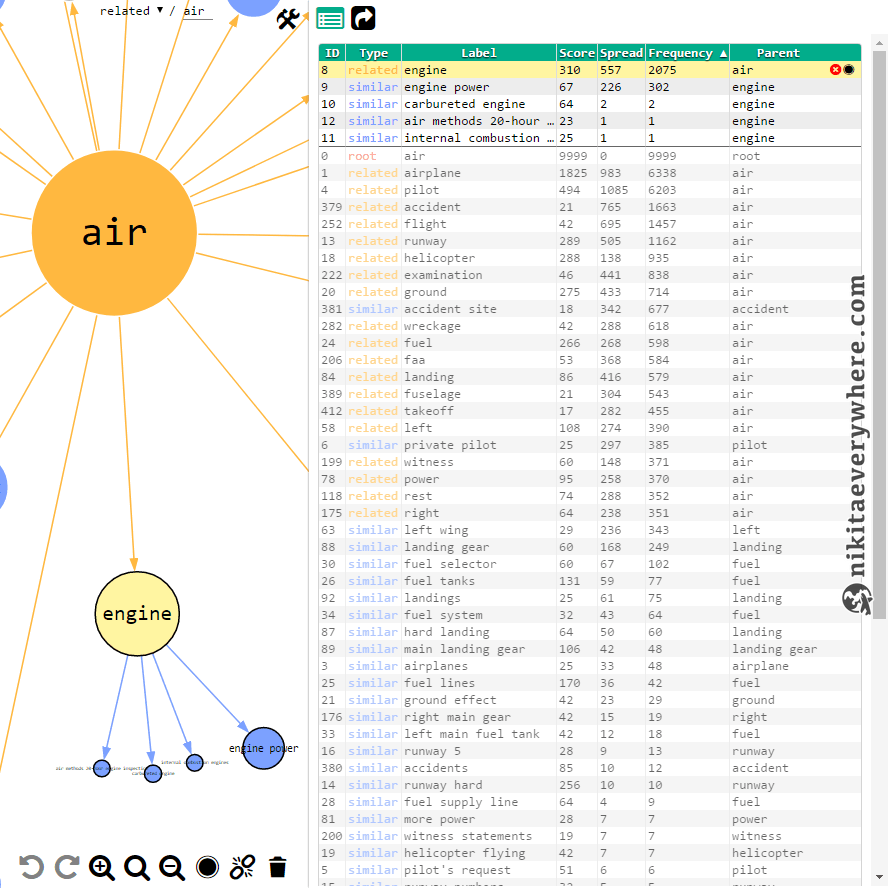 related ▼ / air
air
engine
engine power
air methods 20-hour engine inspection
carbureted engine
internal combustion engines
ID Type Label Score Spread Frequency ▲ Parent
8 related engine 310 557 2075 air
9 similar engine power 67 226 302 engine
10 similar carbureted engine 64 2 2 engine
12 similar air methods 20-hour … 23 1 1 engine
11 similar internal combustion … 25 1 1 engine
0 root air 9999 0 9999 root
1 related airplane 1825 983 6338 air
4 related pilot 494 1085 6203 air
379 related accident 21 765 1663 air
252 related flight 42 695 1457 air
13 related runway 289 505 1162 air
18 related helicopter 288 138 935 air
222 related examination 46 441 838 air
20 related ground 275 433 714 air
381 similar accident site 18 342 677 accident
282 related wreckage 42 288 618 air
24 related fuel 266 268 598 air
206 related faa 53 368 584 air
84 related landing 86 416 579 air
389 related fuselage 21 304 543 air
412 related takeoff 17 282 455 air
58 related left 108 274 390 air
6 similar private pilot 25 297 385 pilot
199 related witness 60 148 371 air
78 related power 95 258 370 air
118 related rest 74 288 352 air
175 related right 64 238 351 air
63 similar left wing 29 236 343 left
88 similar landing gear 60 168 249 landing
30 similar fuel selector 60 67 102 fuel
26 similar fuel tanks 131 59 77 fuel
92 similar landings 25 61 75 landing
34 similar fuel system 32 43 64 fuel
87 similar hard landing 64 50 60 landing
89 similar main landing gear 106 42 48 landing gear
3 similar airplanes 25 33 48 airplane
25 similar fuel lines 170 36 42 fuel
21 similar ground effect 42 23 29 ground
176 similar right main gear 42 15 19 right
33 similar left main fuel tank 42 12 18 fuel
16 similar runway 5 28 9 13 runway
380 similar accidents 85 10 12 accident
14 similar runway hard 256 10 10 runway
28 similar fuel supply line 64 4 9 fuel
81 similar more power 28 7 7 power
200 similar witness statements 19 7 7 witness
19 similar helicopter flying 42 7 7 helicopter
5 similar pilot's request 51 6 6 pilot
nikitaeverywhere.com